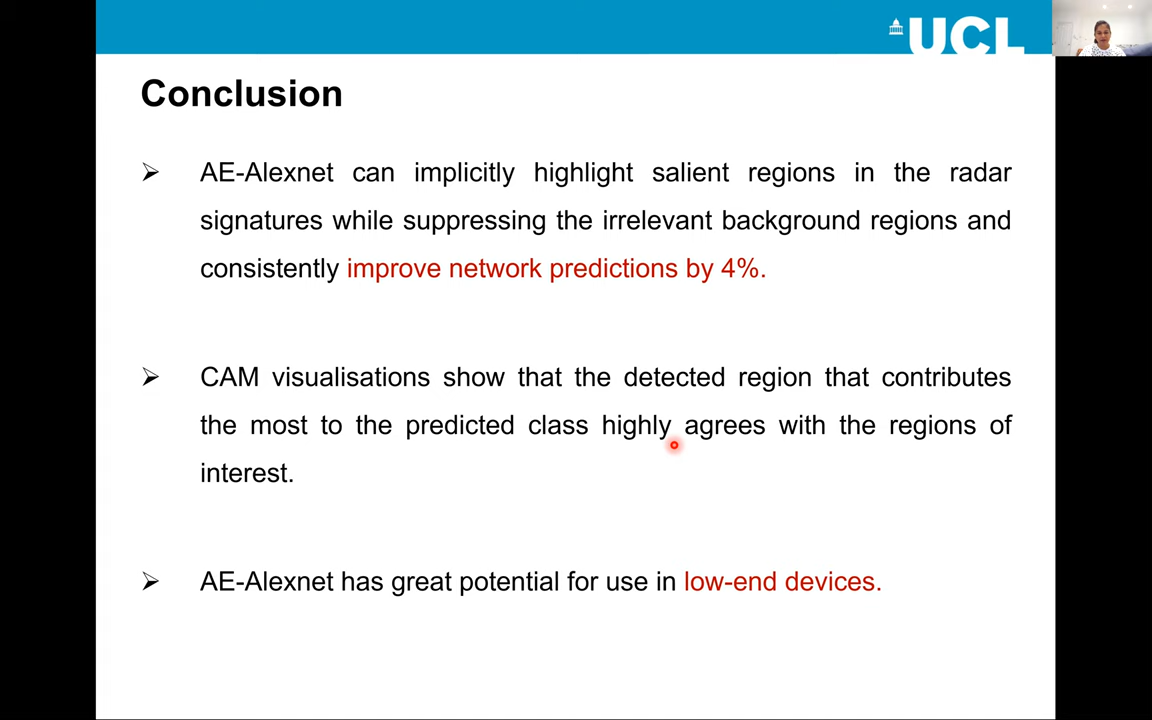 UCL
Conclusion
AE-Alexnet can implicitly highlight salient regions in the radar
signatures while suppressing the irrelevant background regions and
consistently improve network predictions by 4%.
CAM visualisations show that the detected region that contributes
the most to the predicted class highly agrees with the regions of
interest.
AE-Alexnet has great potential for use in low-end devices.